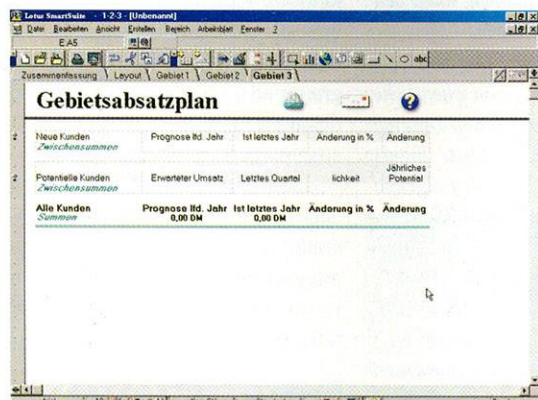 Lotus SmartSuite - 1-2-3 - [Unbenannt]
Datei Bearbeiten Ansicht Erstellen Bereich Arbeitsblatt Fenster ?
E:A5
abc
Zusammenfassung Layout Gebiet 1 Gebiet 2 Gebiet 3
Gebietsabsatzplan
Neue Kunden Prognose lfd. Jahr Ist letztes Jahr Änderung in % Änderung
Zwischensummen
Jährliches
Potentielle Kunden Erwarteter Umsatz Letztes Quartal lichkeit Potential
Zwischensummen
Alle Kunden Prognose lfd. Jahr Ist letztes Jahr Änderung in % Änderung
Summen 0,00 DM 0,00 DM